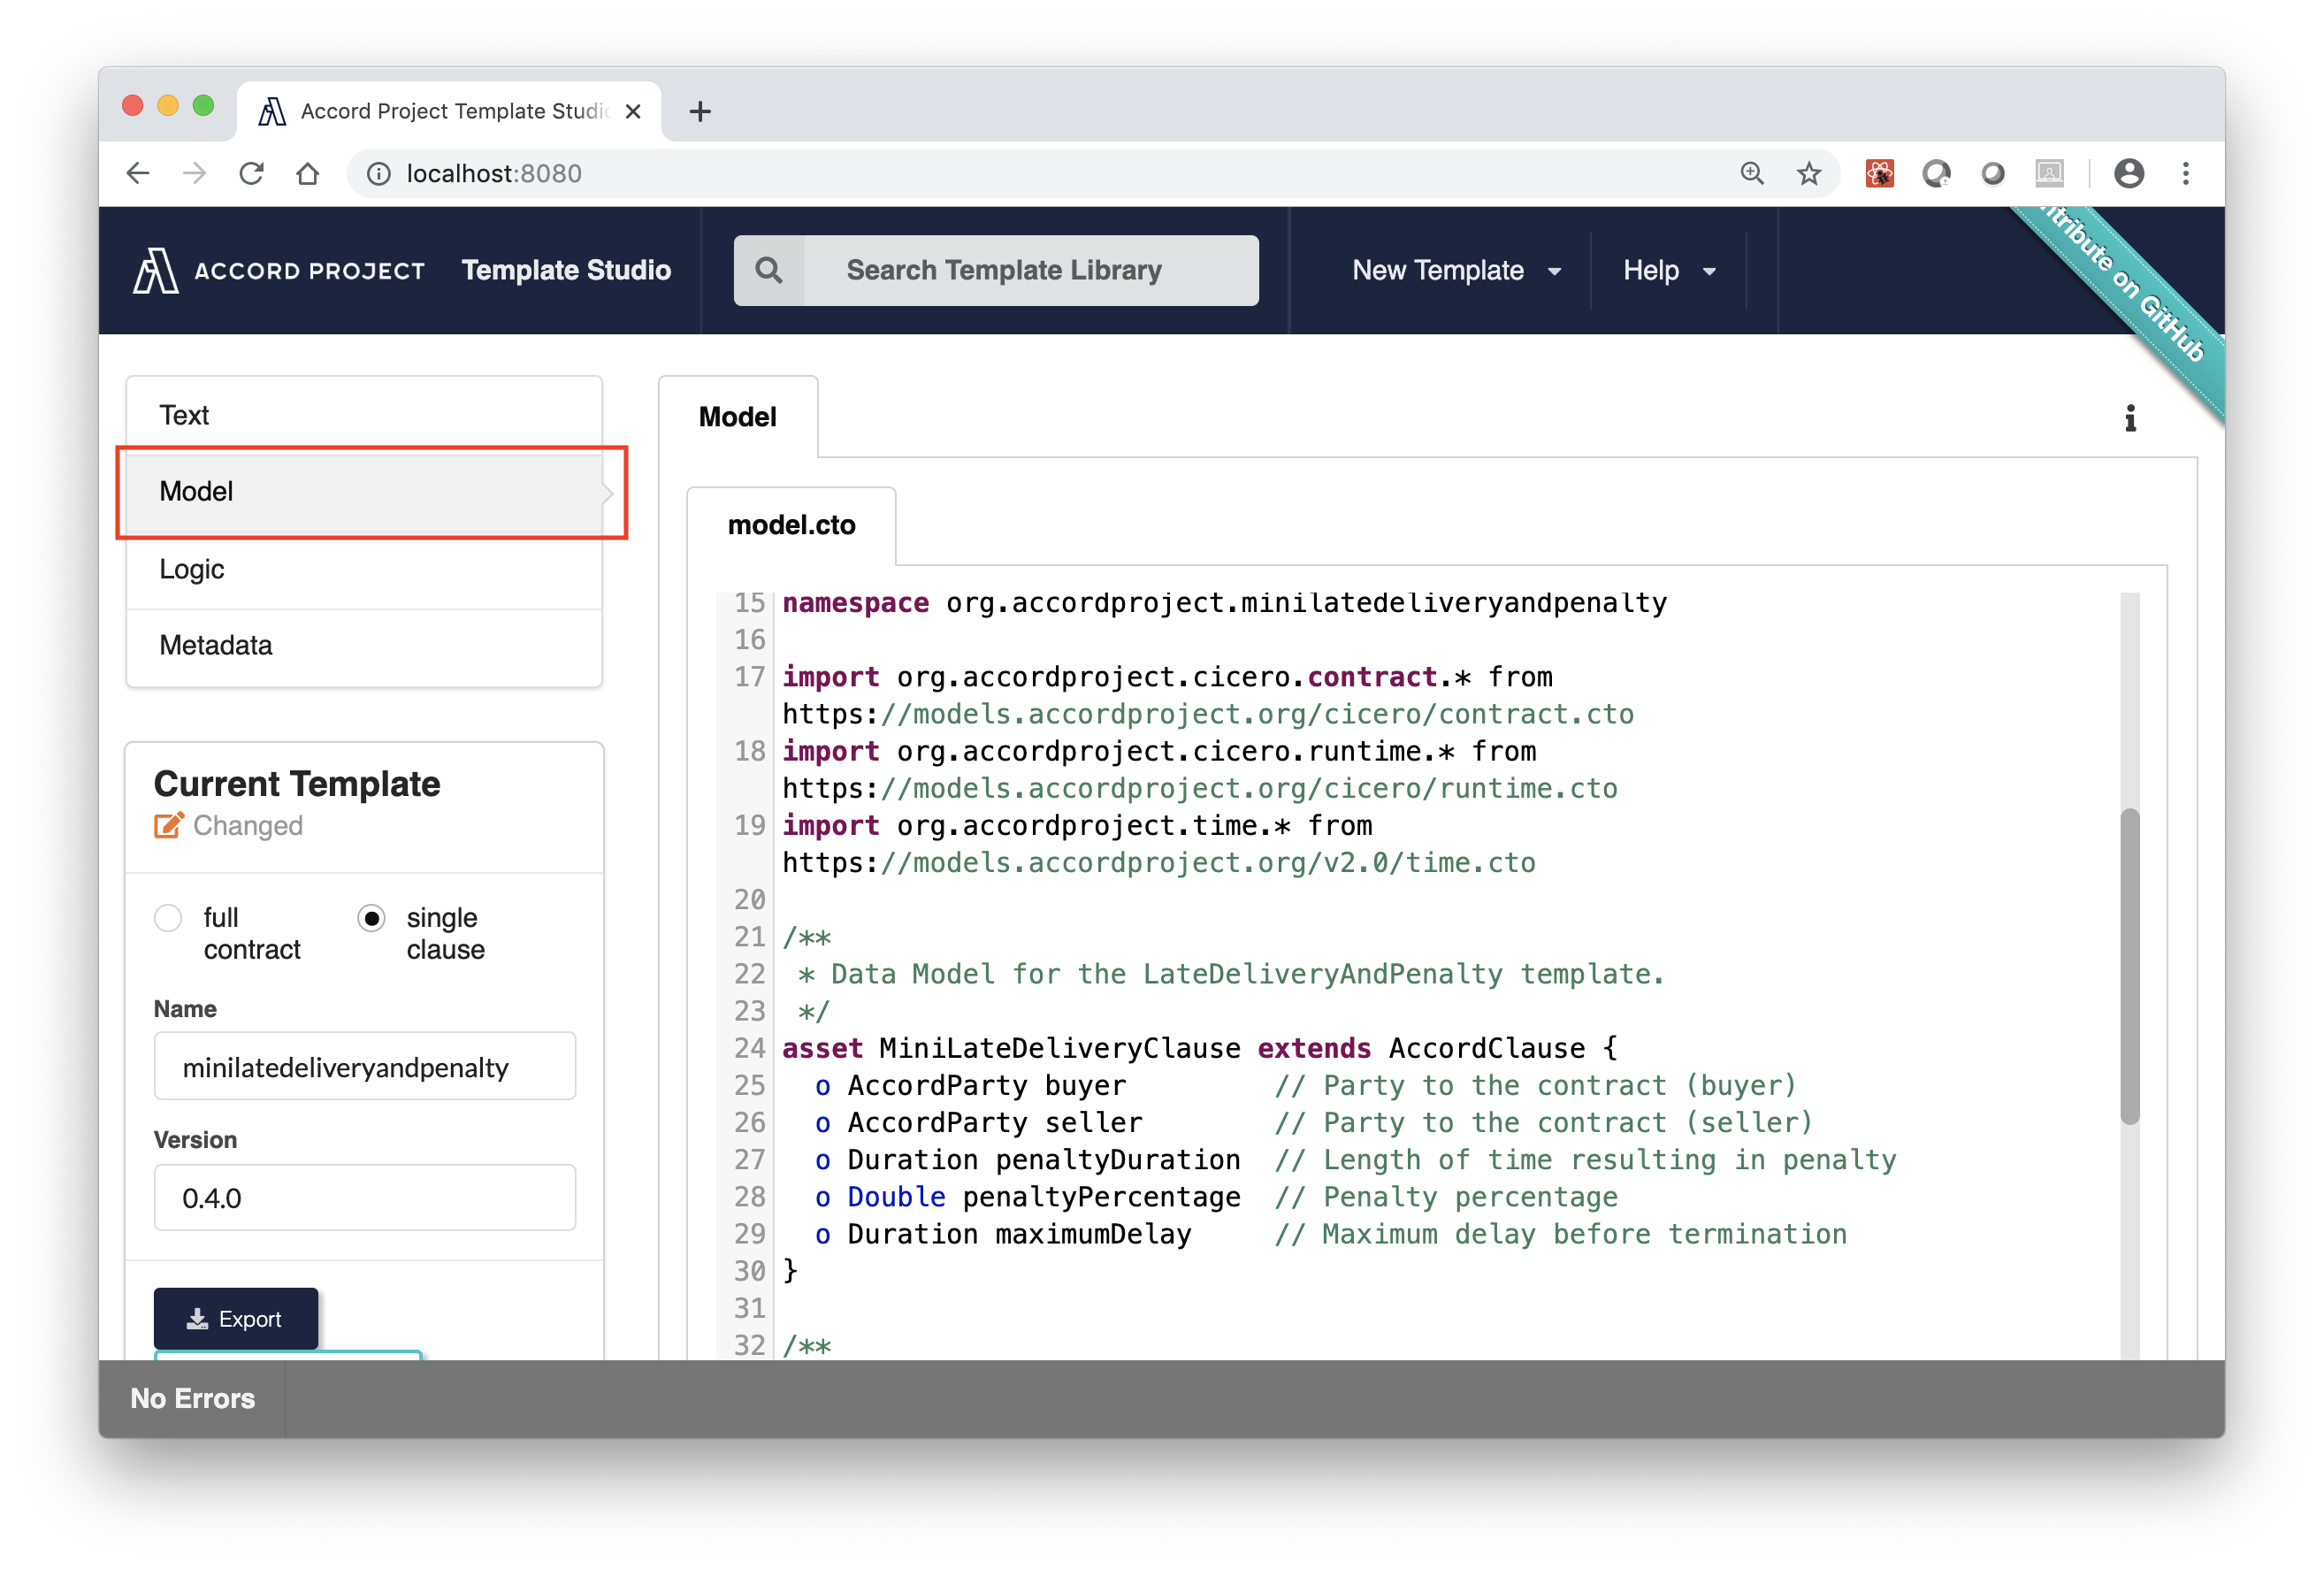 Accord Project Template Studio
localhost:8080
ACCORD PROJECT Template Studio
Search Template Library
New Template
Help
ntribute on GitHub
Text
Model
Logic
Metadata
Current Template
Changed
full contract
single clause
Name
minilatedeliveryandpenalty
Version
0.4.0
Export
Model
model.cto
15 namespace org.accordproject.minilatedeliveryandpenalty
16
17 import org.accordproject.cicero.contract.* from
https://models.accordproject.org/cicero/contract.cto
18 import org.accordproject.cicero.runtime.* from
https://models.accordproject.org/cicero/runtime.cto
19 import org.accordproject.time.* from
https://models.accordproject.org/v2.0/time.cto
20
21 /**
22  * Data Model for the LateDeliveryAndPenalty template.
23  */
24 asset MiniLateDeliveryClause extends AccordClause {
25   o AccordParty buyer         // Party to the contract (buyer)
26   o AccordParty seller        // Party to the contract (seller)
27   o Duration penaltyDuration  // Length of time resulting in penalty
28   o Double penaltyPercentage  // Penalty percentage
29   o Duration maximumDelay     // Maximum delay before termination
30 }
31
32 /**
No Errors